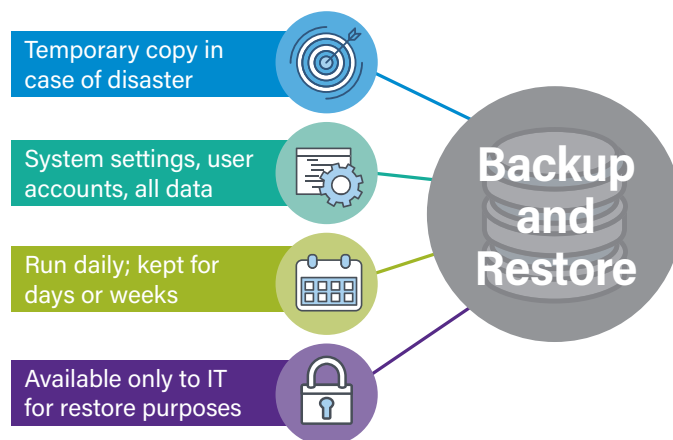 Temporary copy in
case of disaster
System settings, user
accounts, all data
Run daily; kept for
days or weeks
Available only to IT
for restore purposes
Backup
and
Restore